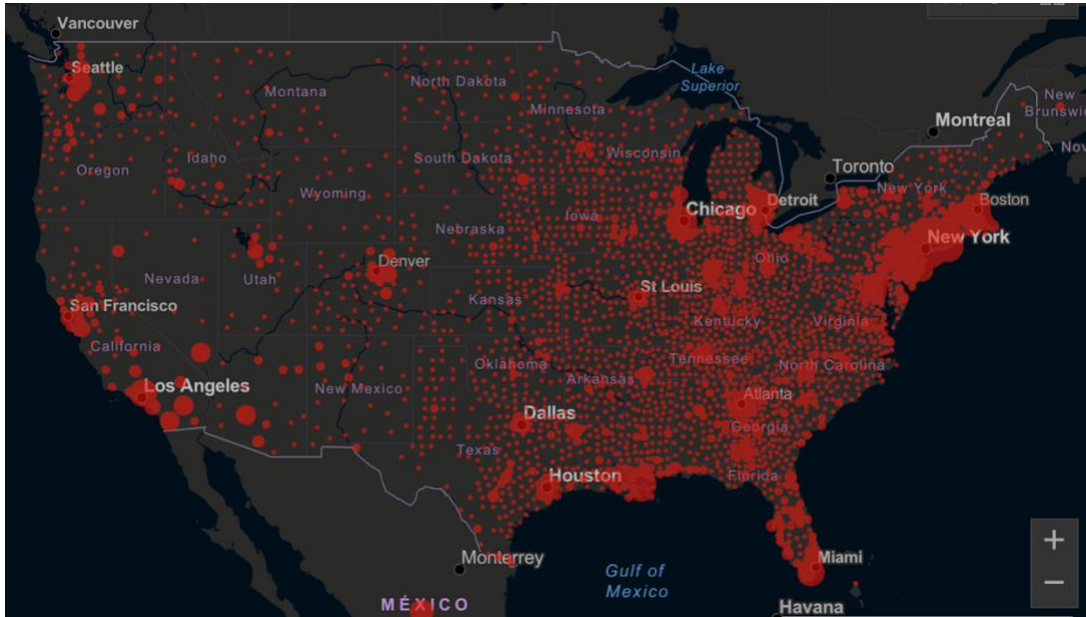 Vancouver
Seattle
Montana
North Dakota
Minnesota
Lake
Superior
New
Brunswic
Montreal
Nov
Oregon
Idaho
South Dakota
Wisconsin
Toronto
Wyoming
New York
Boston
Chicago
Detroit
Iowa
Nebraska
New York
Nevada
Utah
Denver
Ohio
St Louis
Kansas
San Francisco
Kentucky
Virginia
California
Oklahoma
Tennessee
North Carolina
Arkansas
Los Angeles
New Mexico
Atlanta
Dallas
Georgia
Texas
Houston
Florida
Monterrey
Miami
Gulf of
Mexico
MÉXICO
Havana
+
−